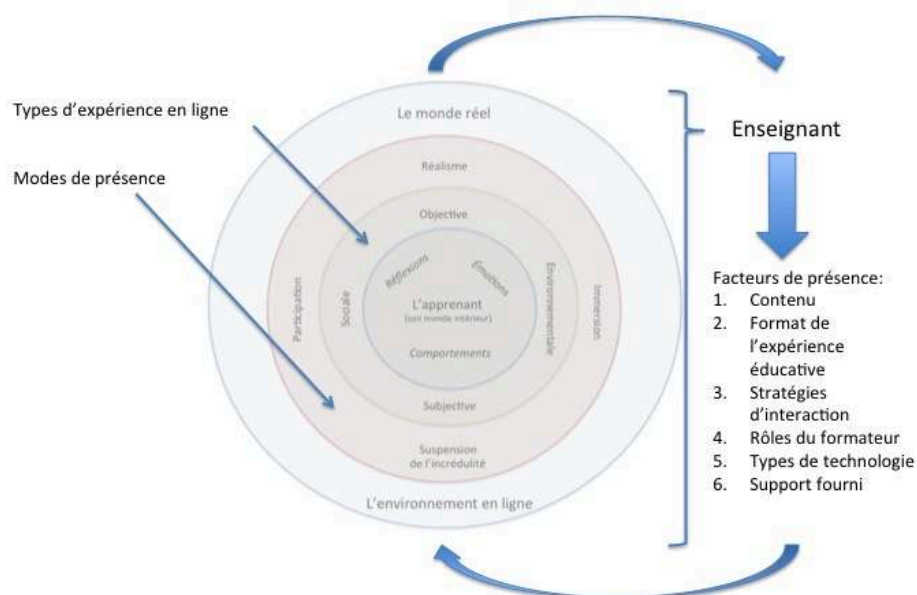 Types d'expérience en ligne
Modes de présence
Le monde réel
Réalisme
Objective
Réflexions
Émotions
Participation
Sociale
L'apprenant
(son monde intérieur)
Environnementale
Immersion
Comportements
Subjective
Suspension
de l'incrédulité
L'environnement en ligne
Enseignant
Facteurs de présence:
1. Contenu
2. Format de
l'expérience
éducative
3. Stratégies
d'interaction
4. Rôles du formateur
5. Types de technologie
6. Support fourni